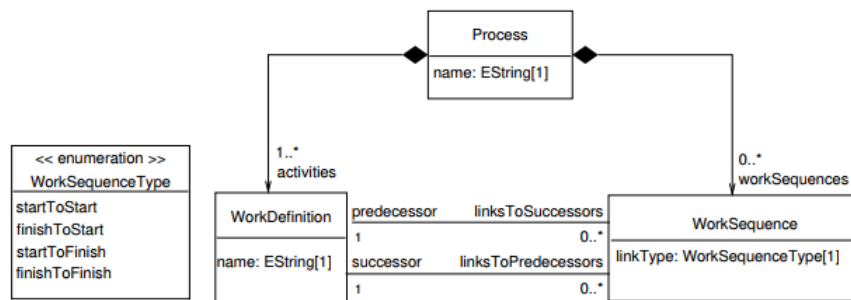 Process
name: EString[1]
1..*
activities
0..*
workSequences
<< enumeration >>
WorkSequenceType
startToStart
finishToStart
startToFinish
finishToFinish
WorkDefinition
name: EString[1]
predecessor linksToSuccessors
1 0..*
successor linksToPredecessors
1 0..*
WorkSequence
linkType: WorkSequenceType[1]